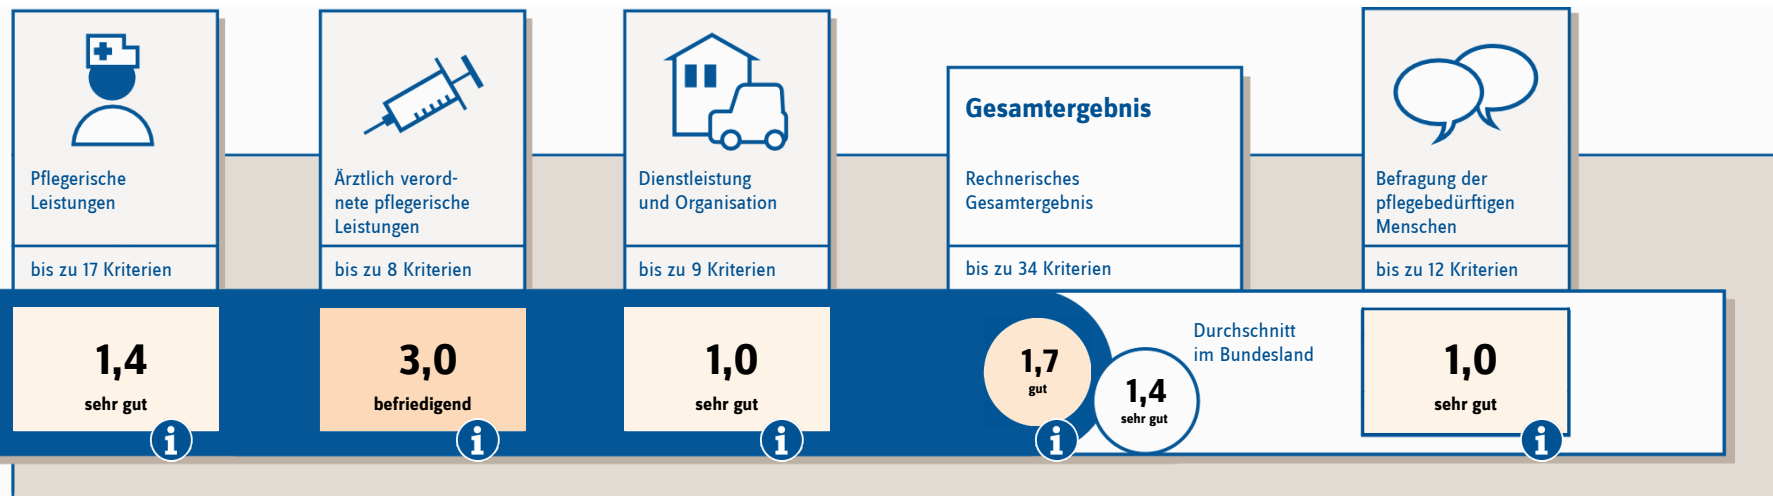 Pflegerische
Leistungen
bis zu 17 Kriterien
1,4
sehr gut
i
Ärztlich verord-
nete pflegerische
Leistungen
bis zu 8 Kriterien
3,0
befriedigend
i
Dienstleistung
und Organisation
bis zu 9 Kriterien
1,0
sehr gut
i
Gesamtergebnis
Rechnerisches
Gesamtergebnis
bis zu 34 Kriterien
1,7
gut
i
Durchschnitt
im Bundesland
1,4
sehr gut
Befragung der
pflegebedürftigen
Menschen
bis zu 12 Kriterien
1,0
sehr gut
i